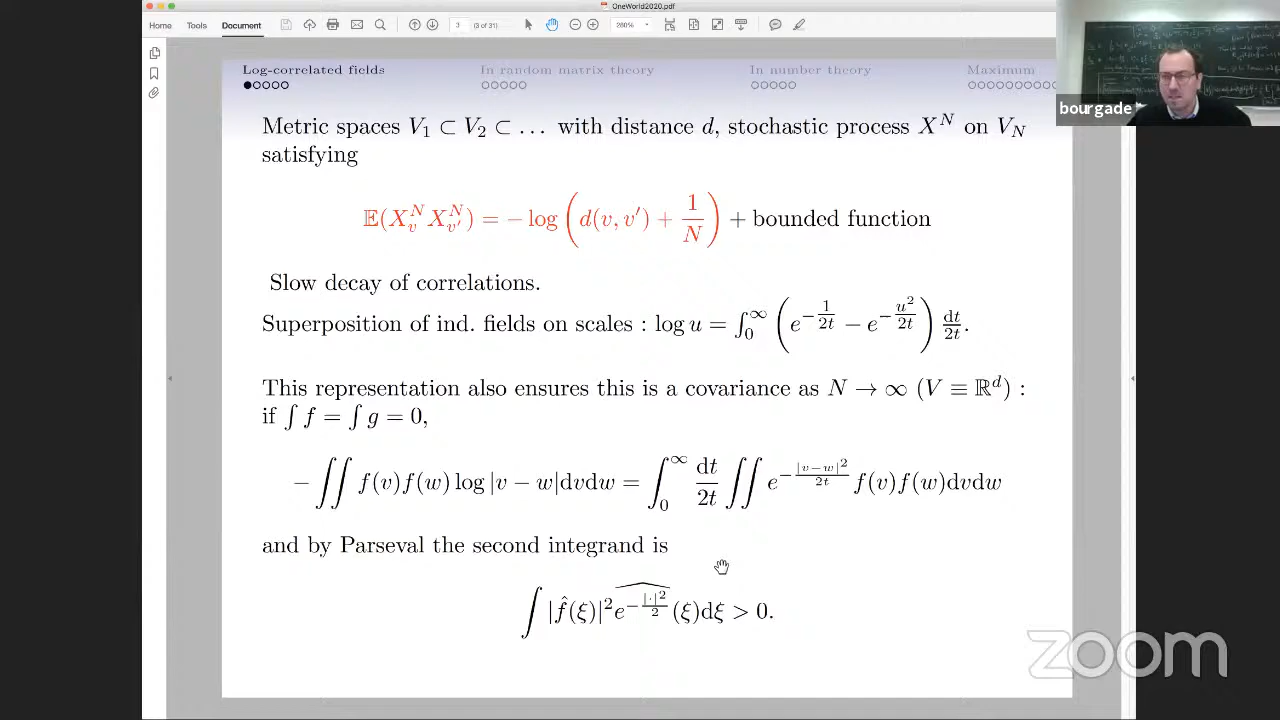 OneWorld2020.pdf
Home Tools Document 3 (3 of 31) 260%
Log-correlated fields In random matrix theory In number theory Maximum
Metric spaces V_1 ⊂ V_2 ⊂ ... with distance d, stochastic process X^N on V_N
satisfying
𝔼(X_v^N X_{v′}^N) = − log (d(v, v′) + 1/N) + bounded function
Slow decay of correlations.
Superposition of ind. fields on scales : log u = ∫_0^∞ (e^{−1/2t} − e^{−u²/2t}) dt/2t.
This representation also ensures this is a covariance as N → ∞ (V ≡ ℝ^d) :
if ∫ f = ∫ g = 0,
− ∬ f(v)f(w) log |v − w|dvdw = ∫_0^∞ dt/2t ∬ e^{−|v−w|²/2t} f(v)f(w)dvdw
and by Parseval the second integrand is
∫ |f̂(ξ)|² \widehat{e^{−|·|²/2}}(ξ)dξ > 0.
bourgade
zoom